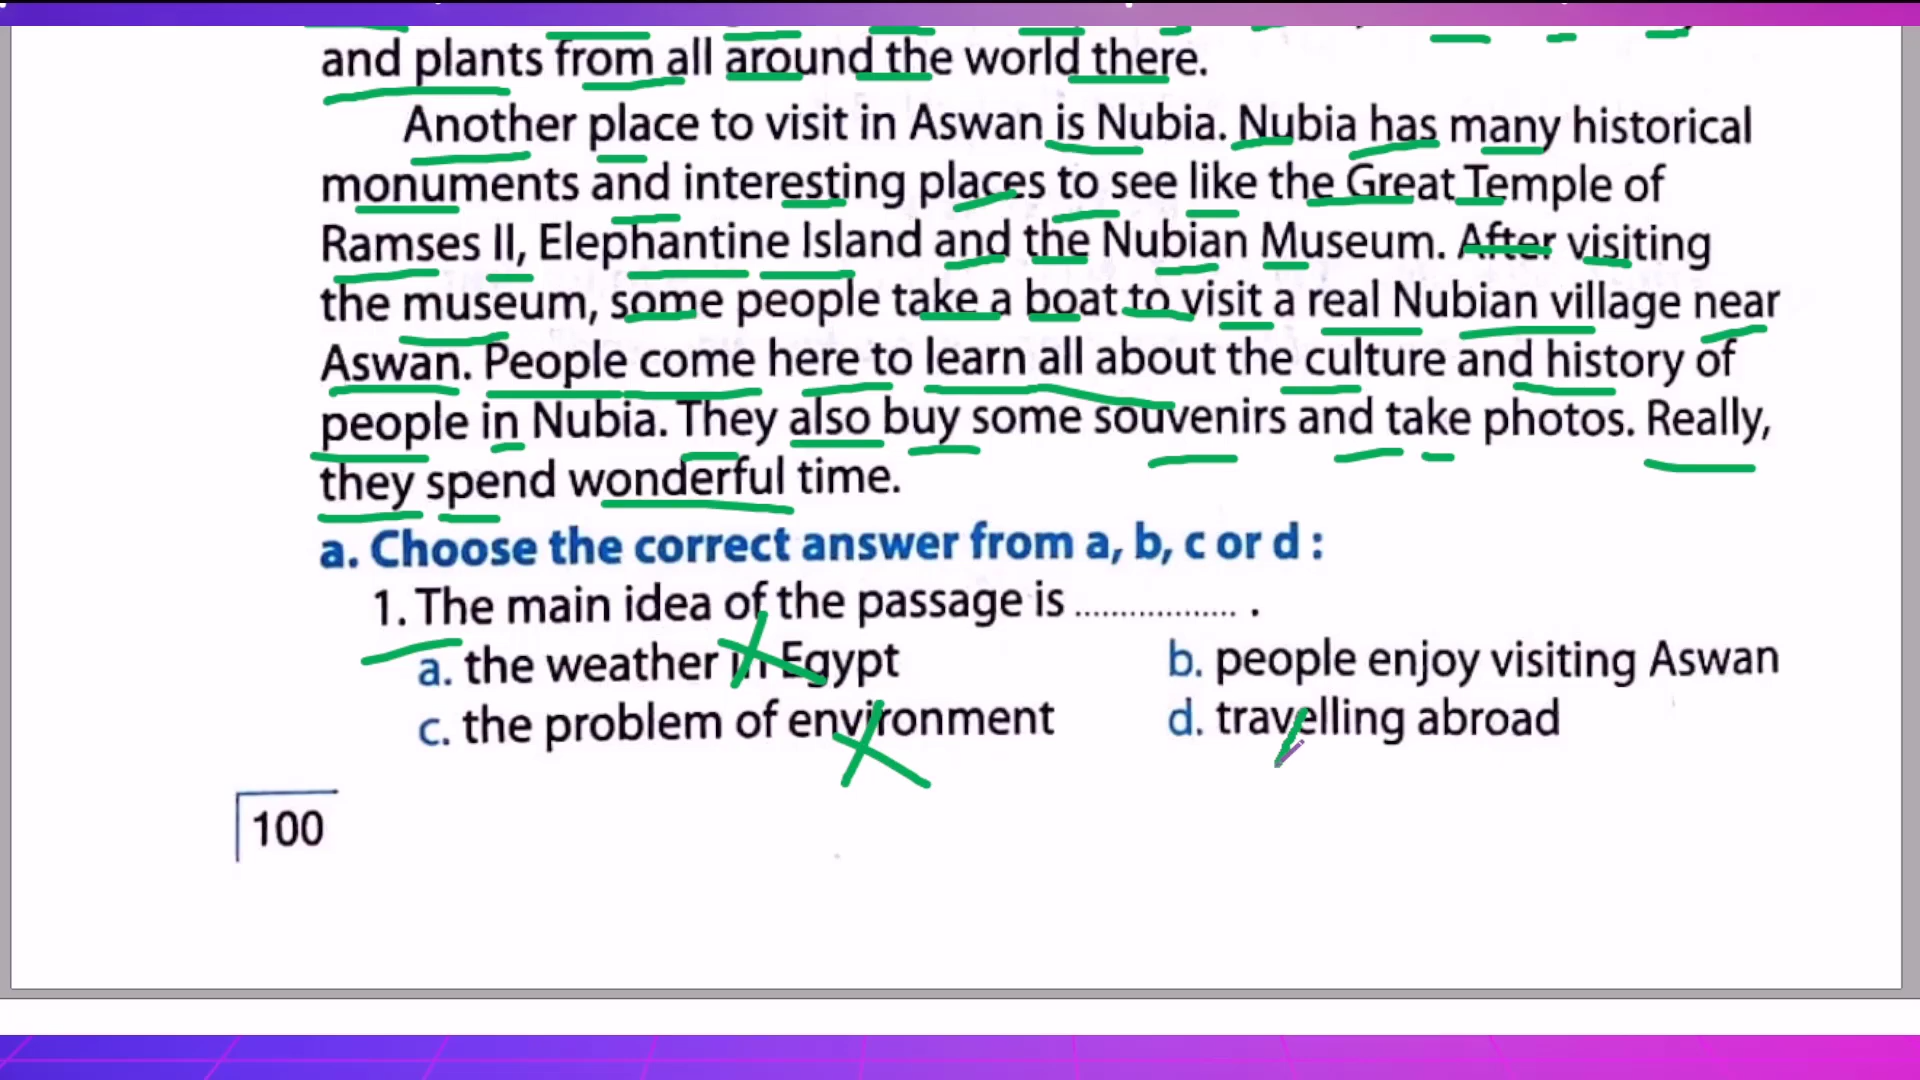 and plants from all around the world there.
Another place to visit in Aswan is Nubia. Nubia has many historical
monuments and interesting places to see like the Great Temple of
Ramses II, Elephantine Island and the Nubian Museum. After visiting
the museum, some people take a boat to visit a real Nubian village near
Aswan. People come here to learn all about the culture and history of
people in Nubia. They also buy some souvenirs and take photos. Really,
they spend wonderful time.
a. Choose the correct answer from a, b, c or d :
1. The main idea of the passage is .................. .
a. the weather in Egypt b. people enjoy visiting Aswan
c. the problem of environment d. travelling abroad
100